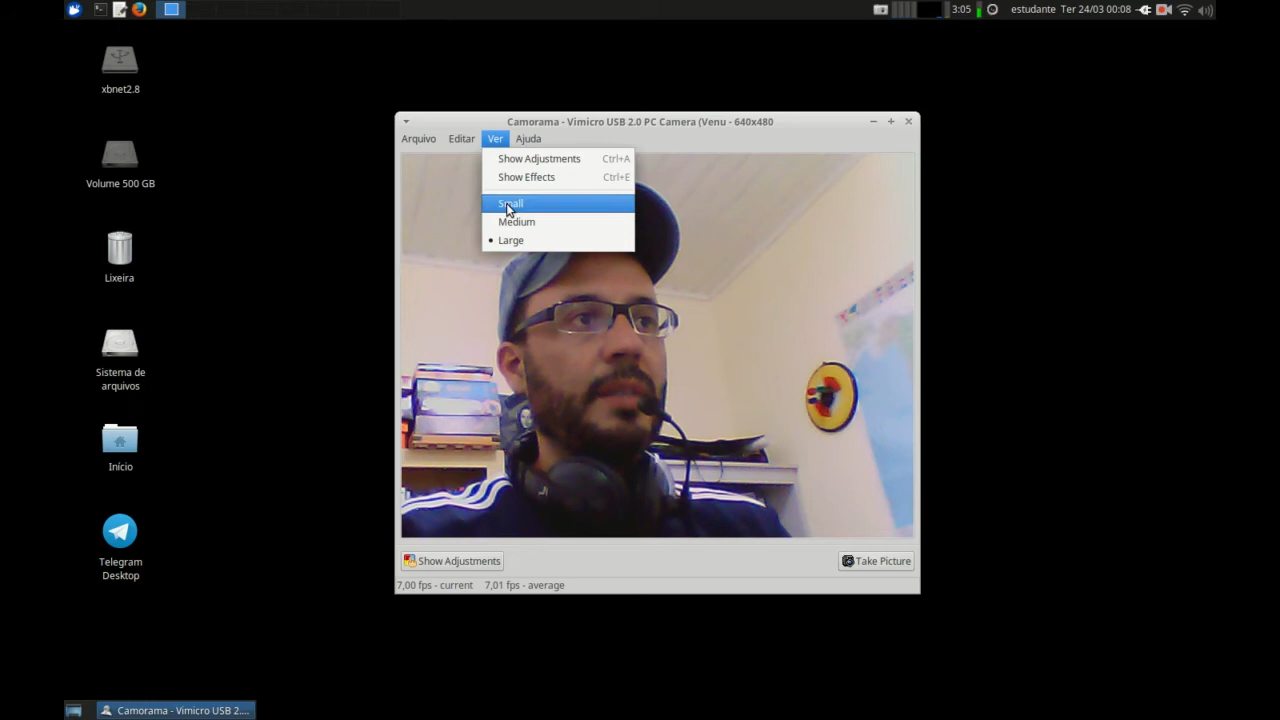 3:05
estudante Ter 24/03 00:08
xbnet2.8
Volume 500 GB
Lixeira
Sistema de
arquivos
Início
Telegram
Desktop
Camorama - Vimicro USB 2.0 PC Camera (Venu - 640x480
Arquivo Editar Ver Ajuda
Show Adjustments Ctrl+A
Show Effects Ctrl+E
Small
Medium
Large
Show Adjustments
Take Picture
7,00 fps - current 7,01 fps - average
Camorama - Vimicro USB 2....